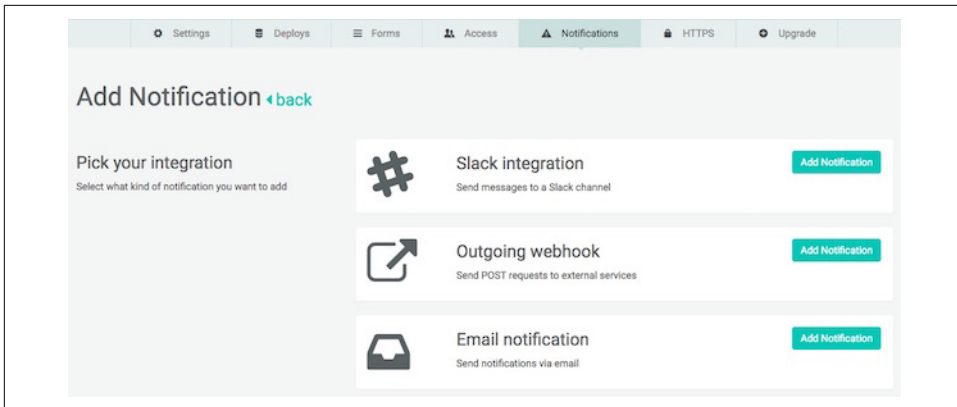 Settings
Deploys
Forms
Access
Notifications
HTTPS
Upgrade
Add Notification back
Pick your integration
Select what kind of notification you want to add
Slack integration
Send messages to a Slack channel
Add Notification
Outgoing webhook
Send POST requests to external services
Add Notification
Email notification
Send notifications via email
Add Notification